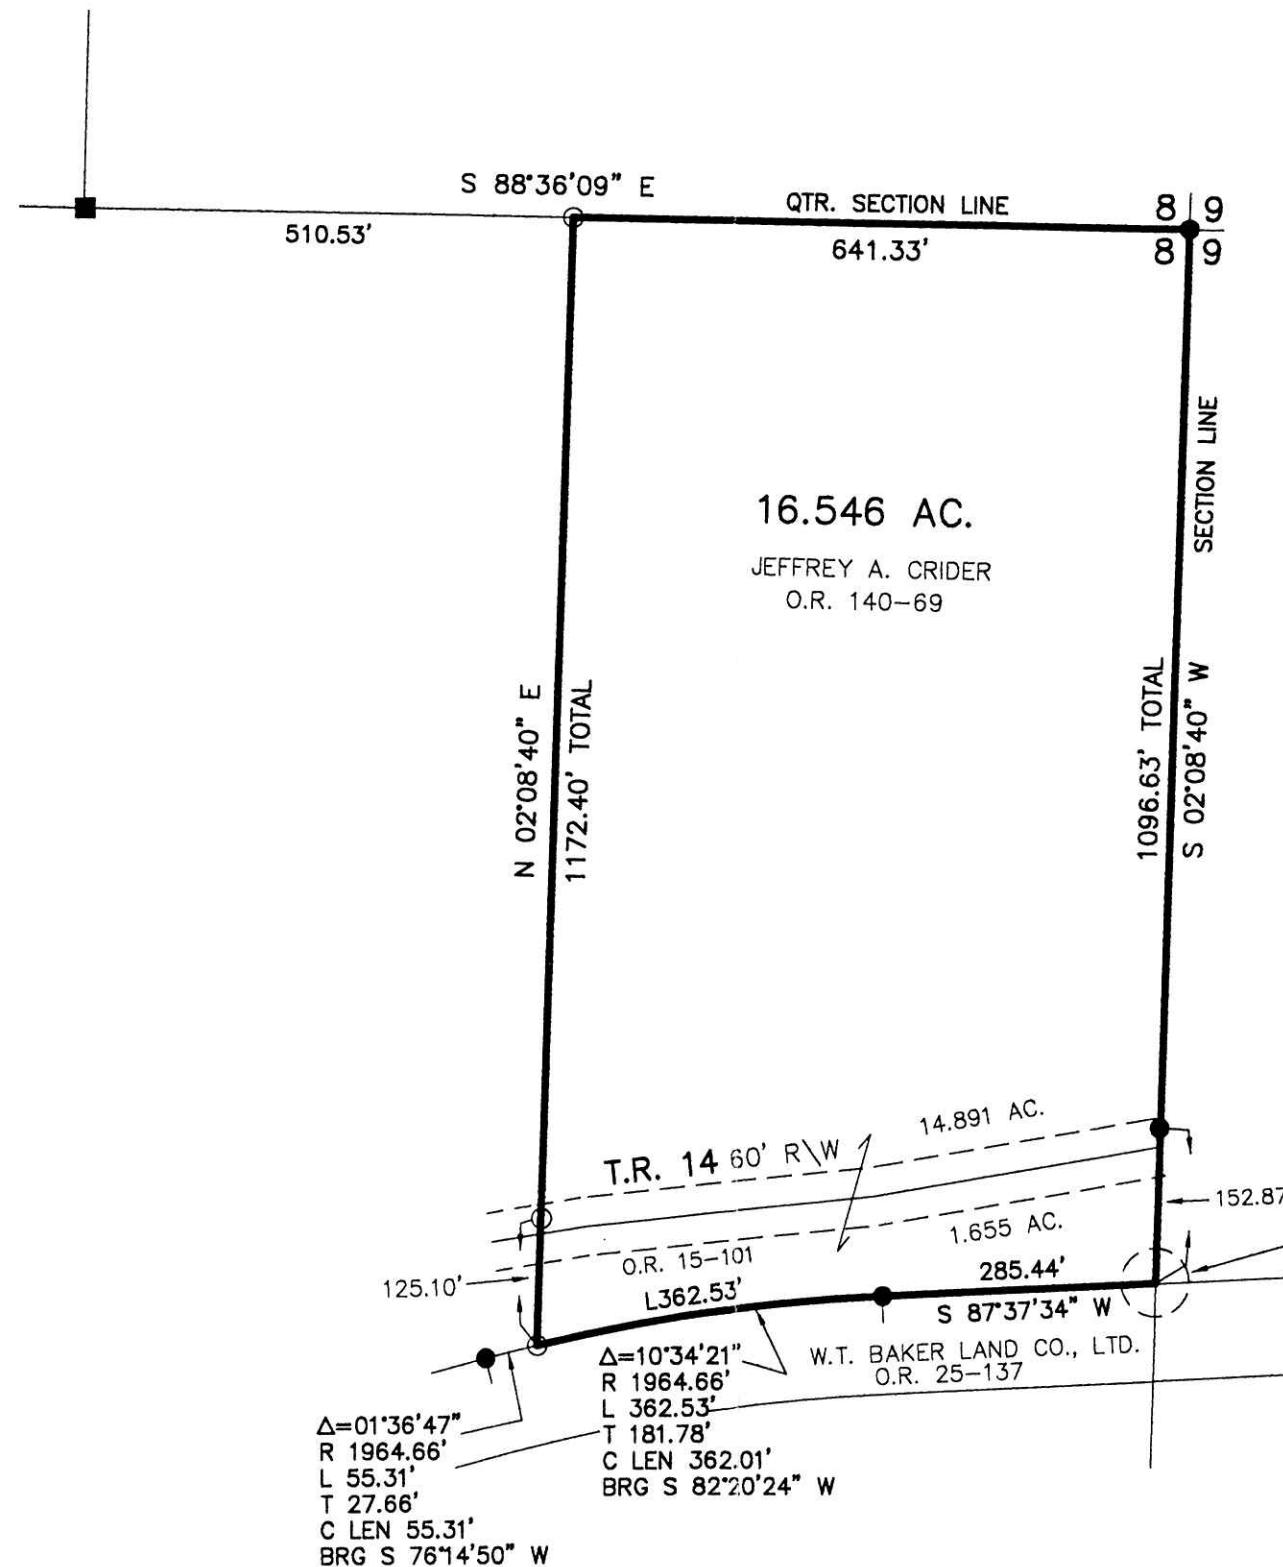 S 88°36'09" E
QTR. SECTION LINE
8 9
510.53'
641.33'
8 9
SECTION LINE
16.546 AC.
JEFFREY A. CRIDER
O.R. 140-69
N 02°08'40" E
1172.40' TOTAL
1096.63' TOTAL
S 02°08'40" W
14.891 AC.
T.R. 14 60' R\W
152.87
1.655 AC.
O.R. 15-101
125.10'
L362.53'
285.44'
S 87°37'34" W
W.T. BAKER LAND CO., LTD.
O.R. 25-137
Δ=10°34'21"
R 1964.66'
L 362.53'
T 181.78'
C LEN 362.01'
BRG S 82°20'24" W
Δ=01°36'47"
R 1964.66'
L 55.31'
T 27.66'
C LEN 55.31'
BRG S 76°14'50" W